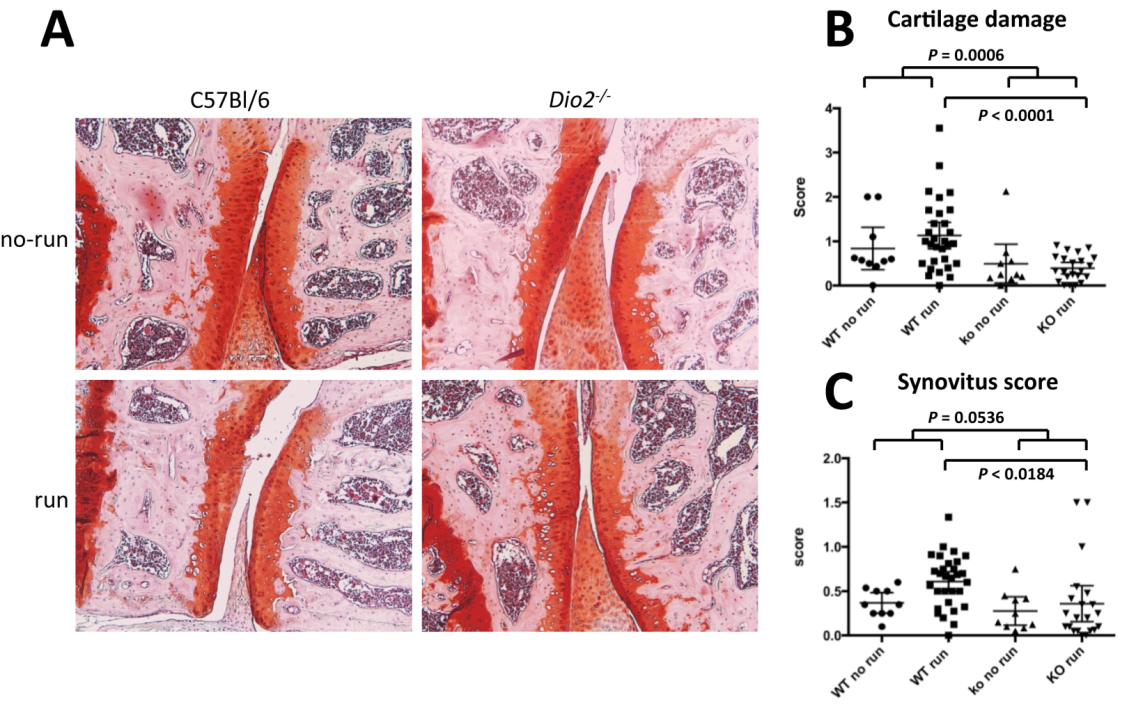 A
C57Bl/6
Dio2-/-
no-run
run
B
Cartilage damage
P = 0.0006
P < 0.0001
Score
4
3
2
1
0
WT no run
WT run
ko no run
KO run
C
Synovitus score
P = 0.0536
P < 0.0184
score
2.0
1.5
1.0
0.5
0.0
WT no run
WT run
ko no run
KO run